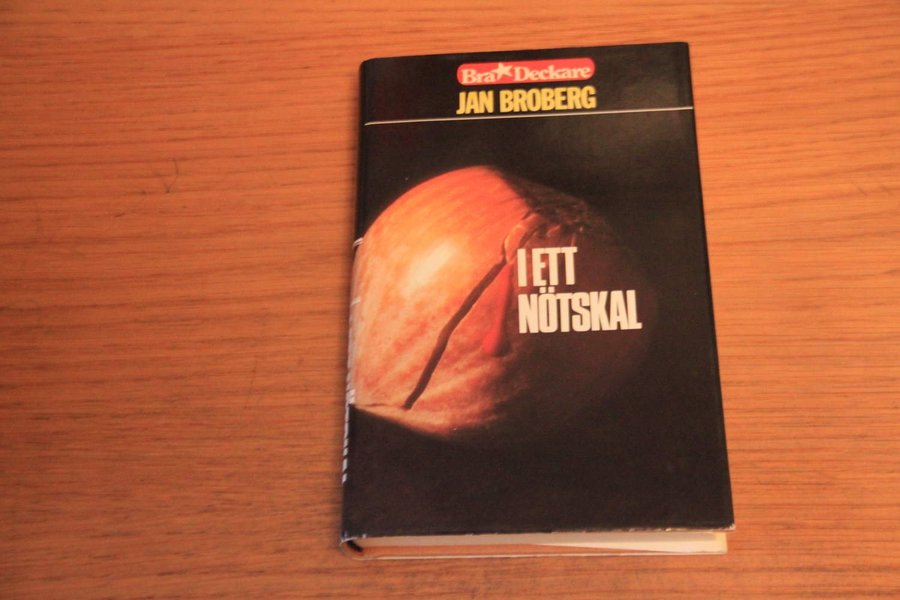 Bra Deckare
JAN BROBERG
I ETT
NÖTSKAL